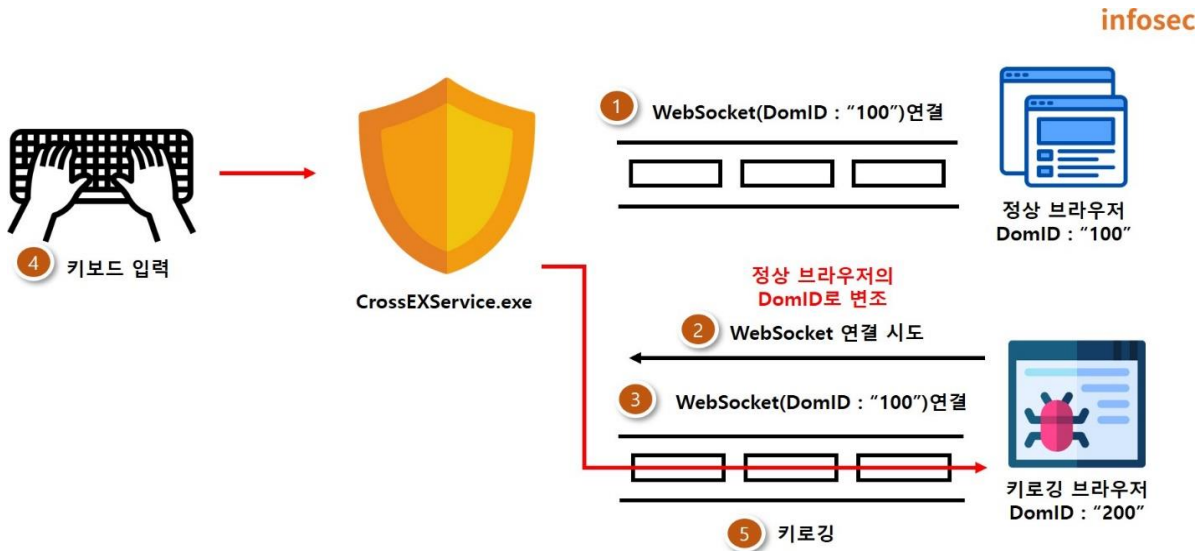 infosec
1 WebSocket(DomID : “100”)연결
정상 브라우저
DomID : “100”
4 키보드 입력
CrossEXService.exe
정상 브라우저의
DomID로 변조
2 WebSocket 연결 시도
3 WebSocket(DomID : “100”)연결
키로깅 브라우저
DomID : “200”
5 키로깅